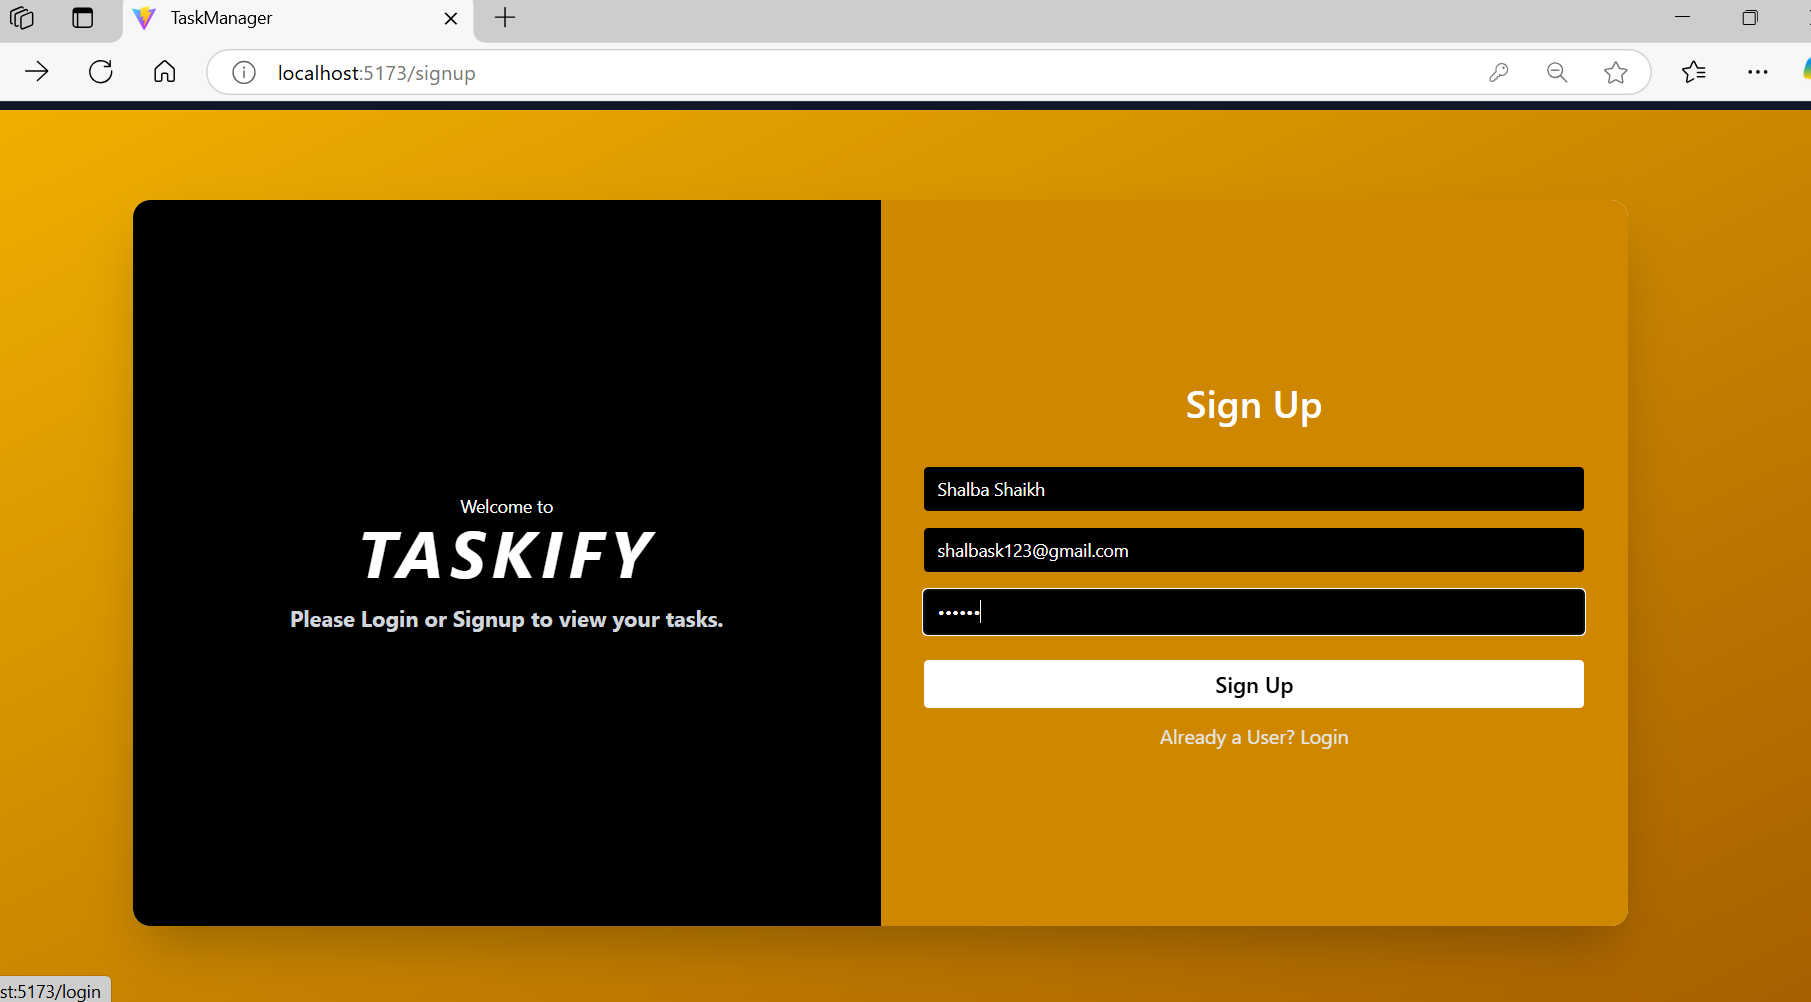 TaskManager
localhost:5173/signup
Welcome to
TASKIFY
Please Login or Signup to view your tasks.
Sign Up
Shalba Shaikh
shalbask123@gmail.com
••••••
Sign Up
Already a User? Login
st:5173/login